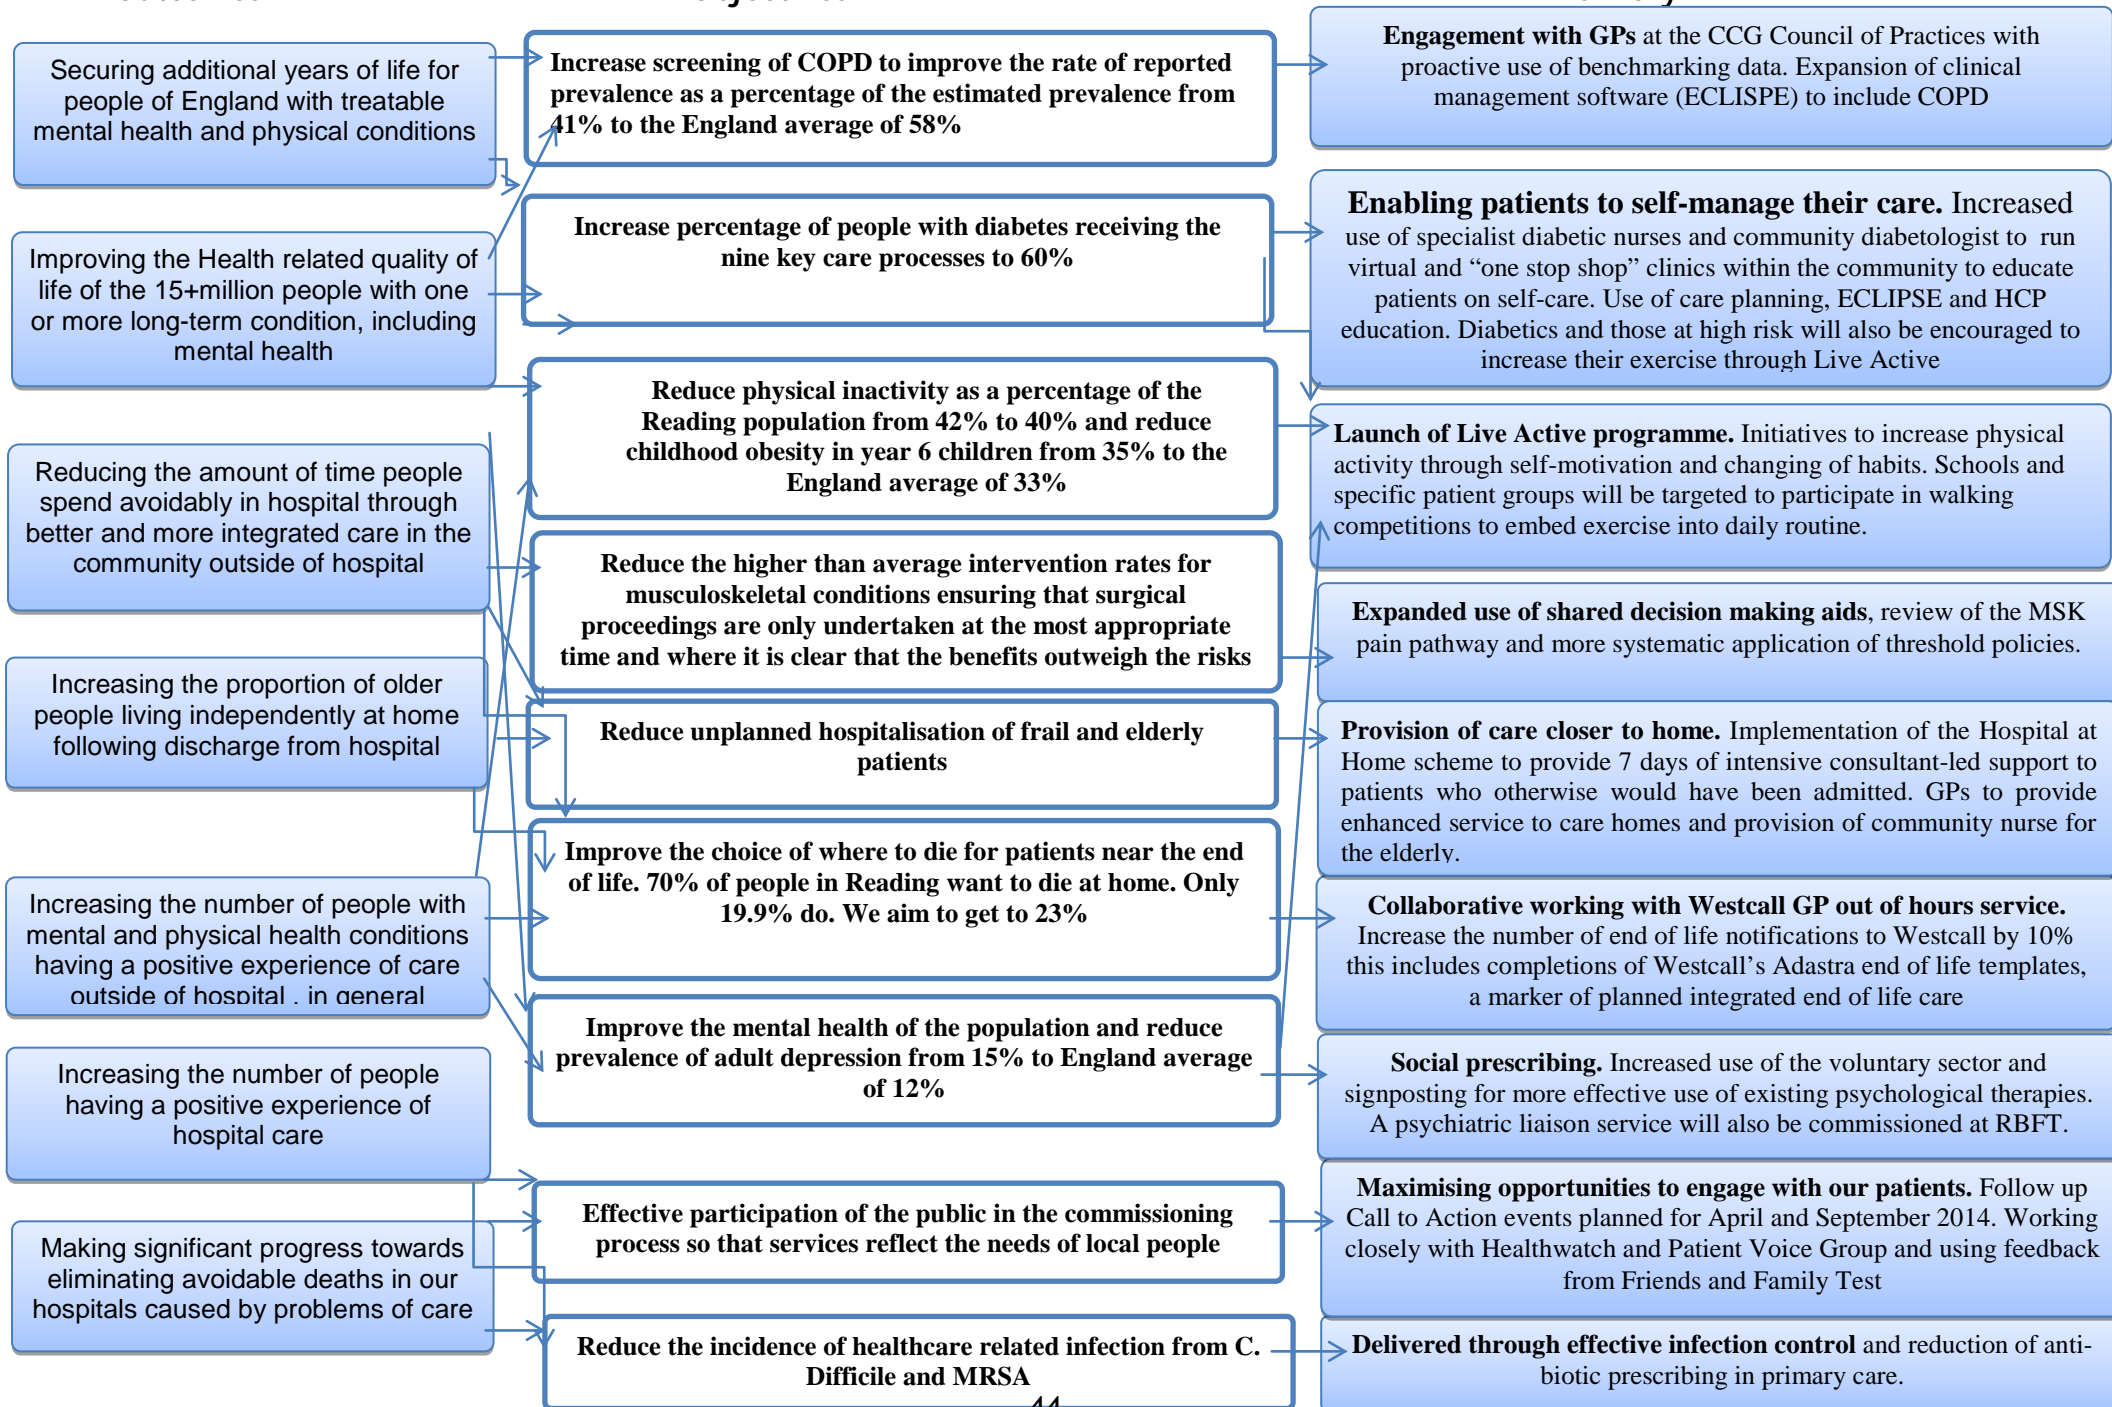 Securing additional years of life for
people of England with treatable
mental health and physical conditions
Improving the Health related quality of
life of the 15+million people with one
or more long-term condition, including
mental health
Reducing the amount of time people
spend avoidably in hospital through
better and more integrated care in the
community outside of hospital
Increasing the proportion of older
people living independently at home
following discharge from hospital
Increasing the number of people with
mental and physical health conditions
having a positive experience of care
outside of hospital , in general
Increasing the number of people
having a positive experience of
hospital care
Making significant progress towards
eliminating avoidable deaths in our
hospitals caused by problems of care
Increase screening of COPD to improve the rate of reported
prevalence as a percentage of the estimated prevalence from
41% to the England average of 58%
Increase percentage of people with diabetes receiving the
nine key care processes to 60%
Reduce physical inactivity as a percentage of the
Reading population from 42% to 40% and reduce
childhood obesity in year 6 children from 35% to the
England average of 33%
Reduce the higher than average intervention rates for
musculoskeletal conditions ensuring that surgical
proceedings are only undertaken at the most appropriate
time and where it is clear that the benefits outweigh the risks
Reduce unplanned hospitalisation of frail and elderly
patients
Improve the choice of where to die for patients near the end
of life. 70% of people in Reading want to die at home. Only
19.9% do. We aim to get to 23%
Improve the mental health of the population and reduce
prevalence of adult depression from 15% to England average
of 12%
Effective participation of the public in the commissioning
process so that services reflect the needs of local people
Reduce the incidence of healthcare related infection from C.
Difficile and MRSA
Engagement with GPs at the CCG Council of Practices with
proactive use of benchmarking data. Expansion of clinical
management software (ECLISPE) to include COPD
Enabling patients to self-manage their care. Increased
use of specialist diabetic nurses and community diabetologist to run
virtual and “one stop shop” clinics within the community to educate
patients on self-care. Use of care planning, ECLIPSE and HCP
education. Diabetics and those at high risk will also be encouraged to
increase their exercise through Live Active
Launch of Live Active programme. Initiatives to increase physical
activity through self-motivation and changing of habits. Schools and
specific patient groups will be targeted to participate in walking
competitions to embed exercise into daily routine.
Expanded use of shared decision making aids, review of the MSK
pain pathway and more systematic application of threshold policies.
Provision of care closer to home. Implementation of the Hospital at
Home scheme to provide 7 days of intensive consultant-led support to
patients who otherwise would have been admitted. GPs to provide
enhanced service to care homes and provision of community nurse for
the elderly.
Collaborative working with Westcall GP out of hours service.
Increase the number of end of life notifications to Westcall by 10%
this includes completions of Westcall’s Adastra end of life templates,
a marker of planned integrated end of life care
Social prescribing. Increased use of the voluntary sector and
signposting for more effective use of existing psychological therapies.
A psychiatric liaison service will also be commissioned at RBFT.
Maximising opportunities to engage with our patients. Follow up
Call to Action events planned for April and September 2014. Working
closely with Healthwatch and Patient Voice Group and using feedback
from Friends and Family Test
Delivered through effective infection control and reduction of anti-
biotic prescribing in primary care.
44